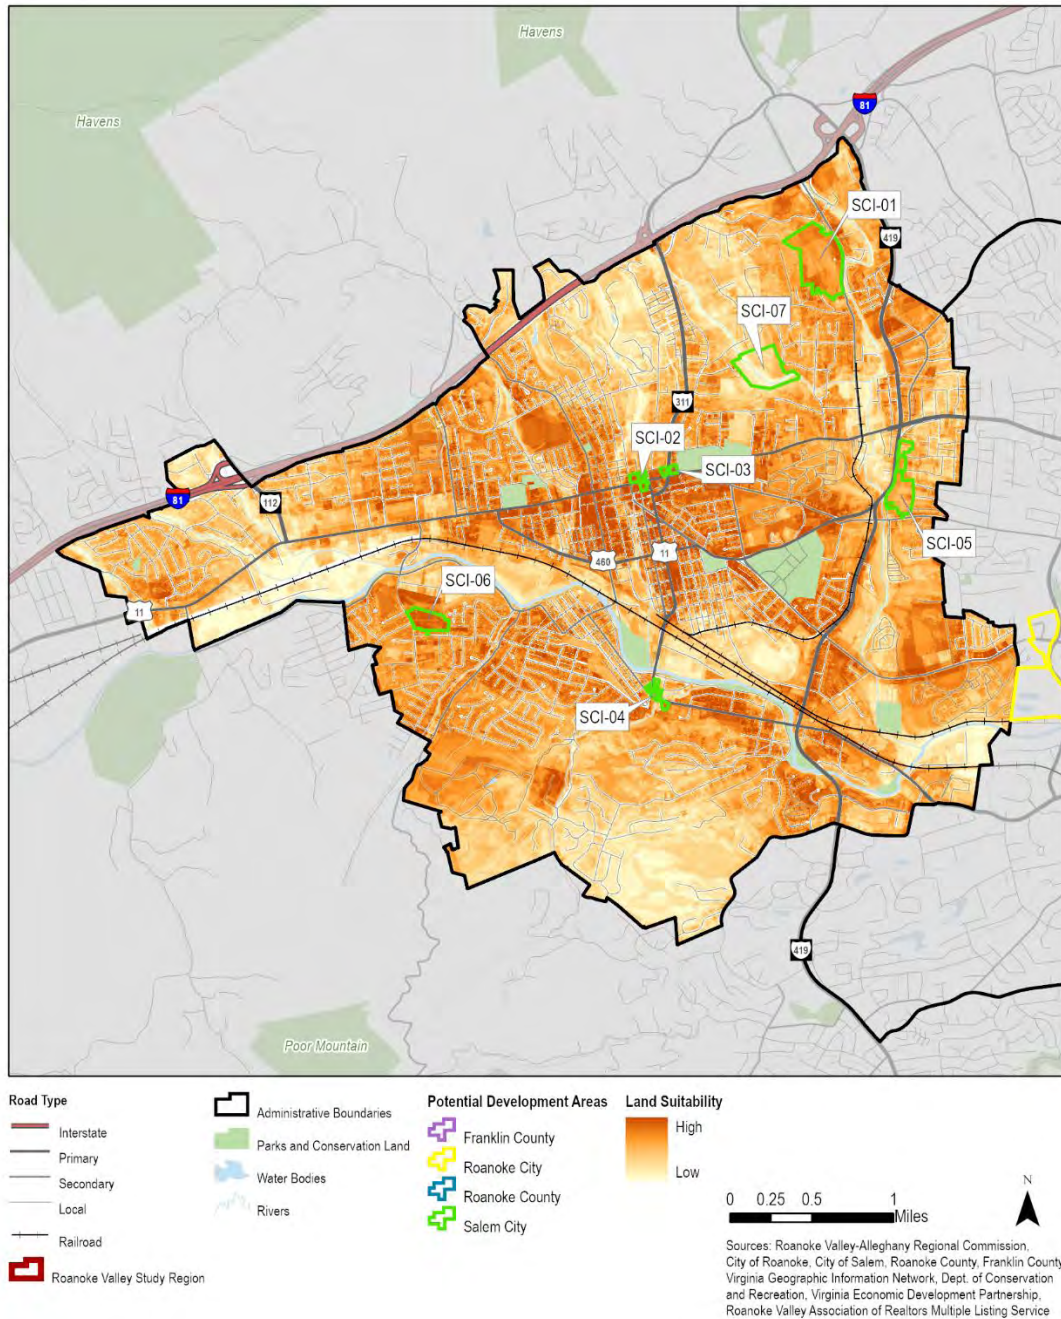 Havens
Havens
81
SCI-01
419
SCI-07
311
SCI-02
SCI-03
81
112
SCI-05
460
11
SCI-06
11
SCI-04
419
Poor Mountain
Road Type
Interstate
Primary
Secondary
Local
Railroad
Roanoke Valley Study Region
Administrative Boundaries
Parks and Conservation Land
Water Bodies
Rivers
Potential Development Areas
Franklin County
Roanoke City
Roanoke County
Salem City
Land Suitability
High
Low
N
0 0.25 0.5 1
Miles
Sources: Roanoke Valley-Alleghany Regional Commission,
City of Roanoke, City of Salem, Roanoke County, Franklin County
Virginia Geographic Information Network, Dept. of Conservation
and Recreation, Virginia Economic Development Partnership,
Roanoke Valley Association of Realtors Multiple Listing Service